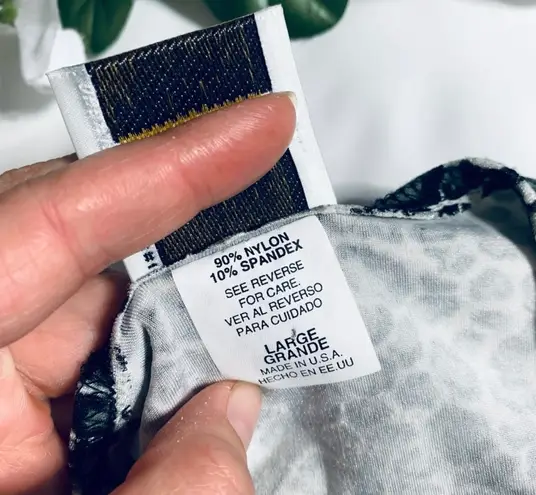 90% NYLON
10% SPANDEX
SEE REVERSE
FOR CARE.
VER AL REVERSO
PARA CUIDADO
LARGE
GRANDE
MADE IN U.S.A.
HECHO EN EE.UU